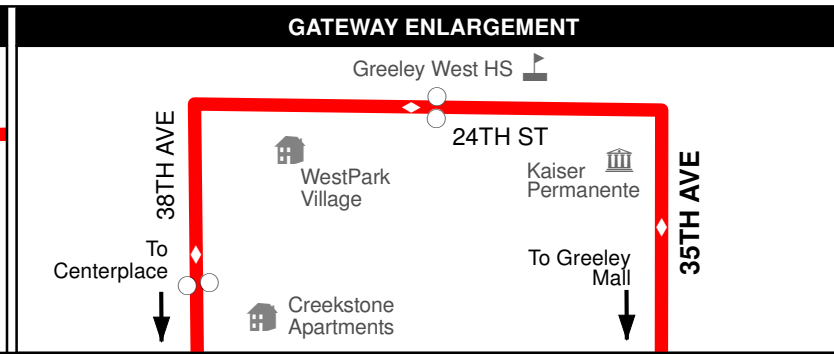 GATEWAY ENLARGEMENT
Greeley West HS
24TH ST
38TH AVE
WestPark
Village
Kaiser
Permanente
35TH AVE
To
Centerplace
To Greeley
Mall
Creekstone
Apartments